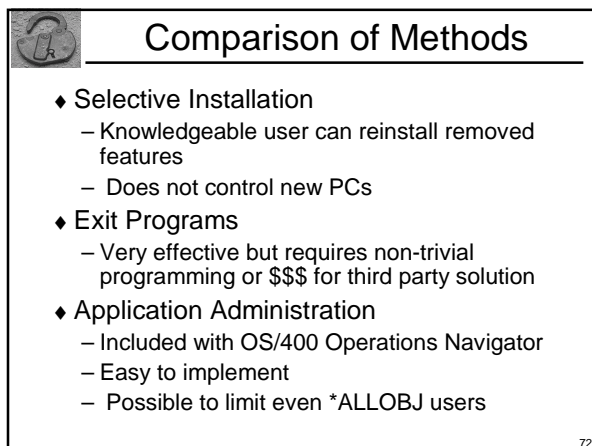 Comparison of Methods
♦ Selective Installation
– Knowledgeable user can reinstall removed
features
– Does not control new PCs
♦ Exit Programs
– Very effective but requires non-trivial
programming or $$$ for third party solution
♦ Application Administration
– Included with OS/400 Operations Navigator
– Easy to implement
– Possible to limit even *ALLOBJ users
72